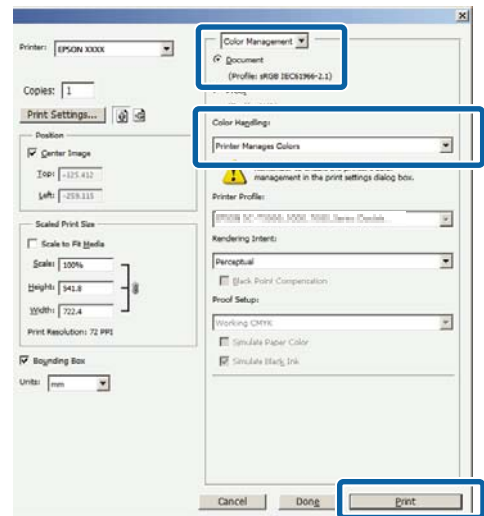 Printer: EPSON XXXX
Copies: 1
Print Settings...
Position
Center Image
Top: -125.412
Left: -259.115
Scaled Print Size
Scale to Fit Media
Scale: 100%
Height: 541.8
Width: 722.4
Print Resolution: 72 PPI
Bounding Box
Units: mm
Color Management
Document
(Profile: sRGB IEC61966-2.1)
Color Handling:
Printer Manages Colors
management in the print settings dialog box.
Printer Profile:
Rendering Intent:
Perceptual
Black Point Compensation
Proof Setup:
Working CMYK
Simulate Paper Color
Simulate Black Ink
Cancel
Done
Print